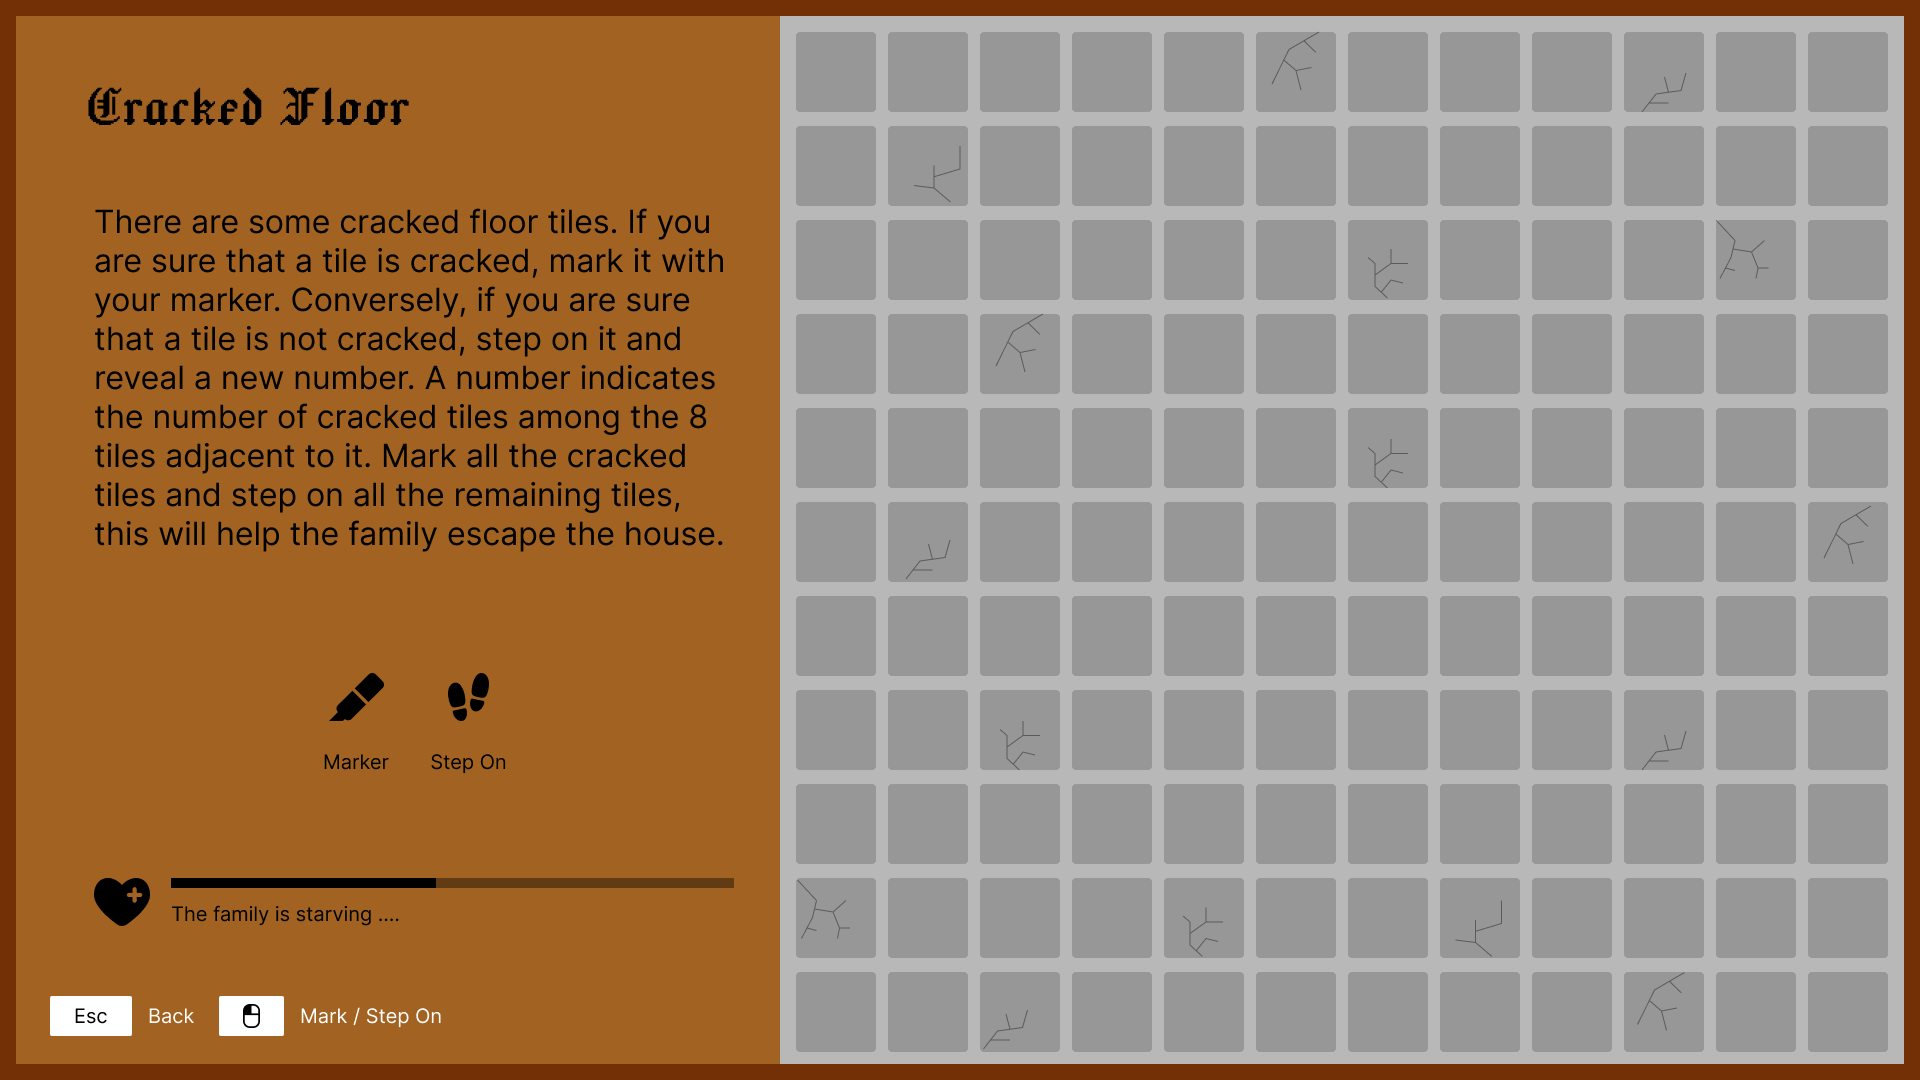 Cracked Floor
There are some cracked floor tiles. If you
are sure that a tile is cracked, mark it with
your marker. Conversely, if you are sure
that a tile is not cracked, step on it and
reveal a new number. A number indicates
the number of cracked tiles among the 8
tiles adjacent to it. Mark all the cracked
tiles and step on all the remaining tiles,
this will help the family escape the house.
Marker Step On
The family is starving ....
Esc Back Mark / Step On